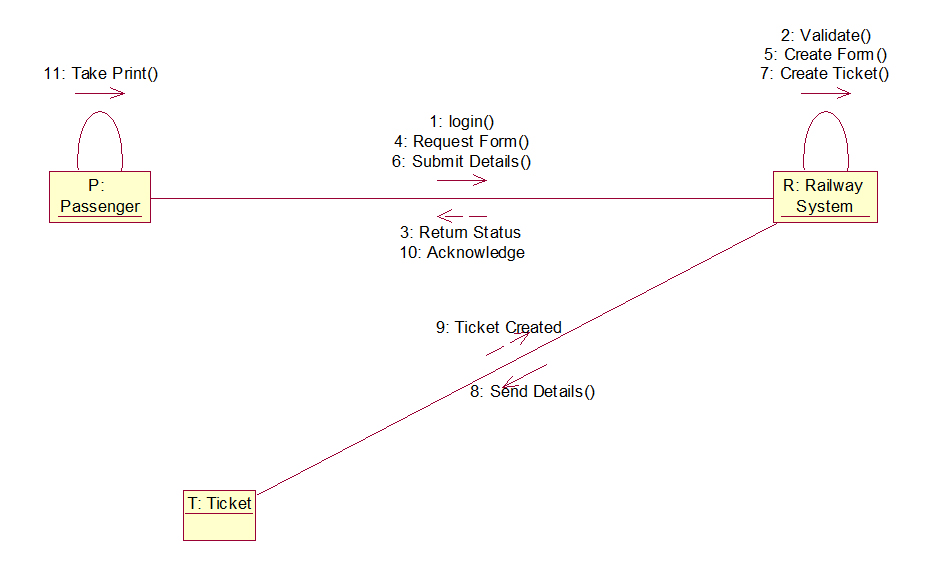 2: Validate()
5: Create Form()
7: Create Ticket()
11: Take Print()
1: login()
4: Request Form()
6: Submit Details()
P:
Passenger
R: Railway
System
3: Return Status
10: Acknowledge
9: Ticket Created
8: Send Details()
T: Ticket